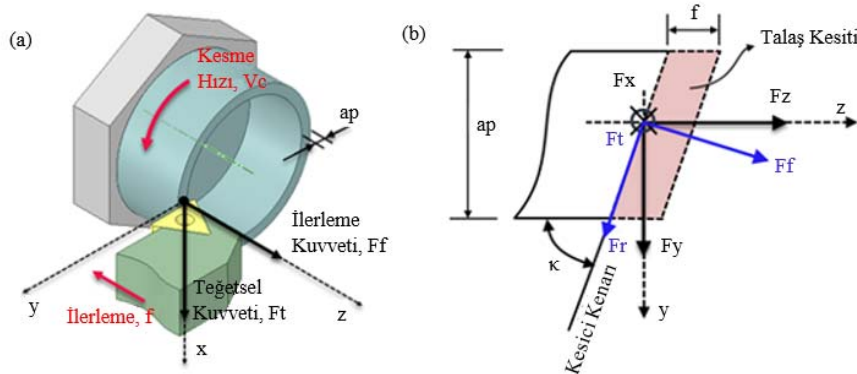 (a)
Kesme
Hızı, Vc
ap
İlerleme
Kuvveti, Ff
y
Teğetsel
Kuvveti, Ft
z
İlerleme, f
x
(b)
f
Talaş Kesiti
ap
Fx
Fz
z
Ft
Ff
Fr
Fy
κ
Kesici Kenarı
y